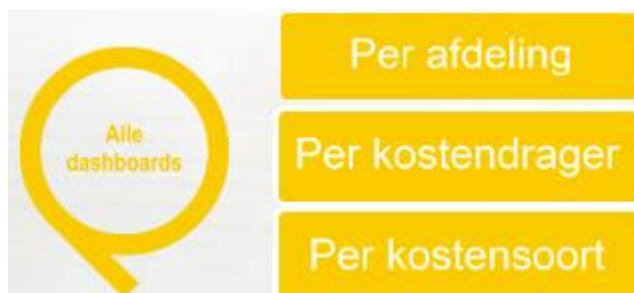 Alle
dashboards
Per afdeling
Per kostendrager
Per kostensoort